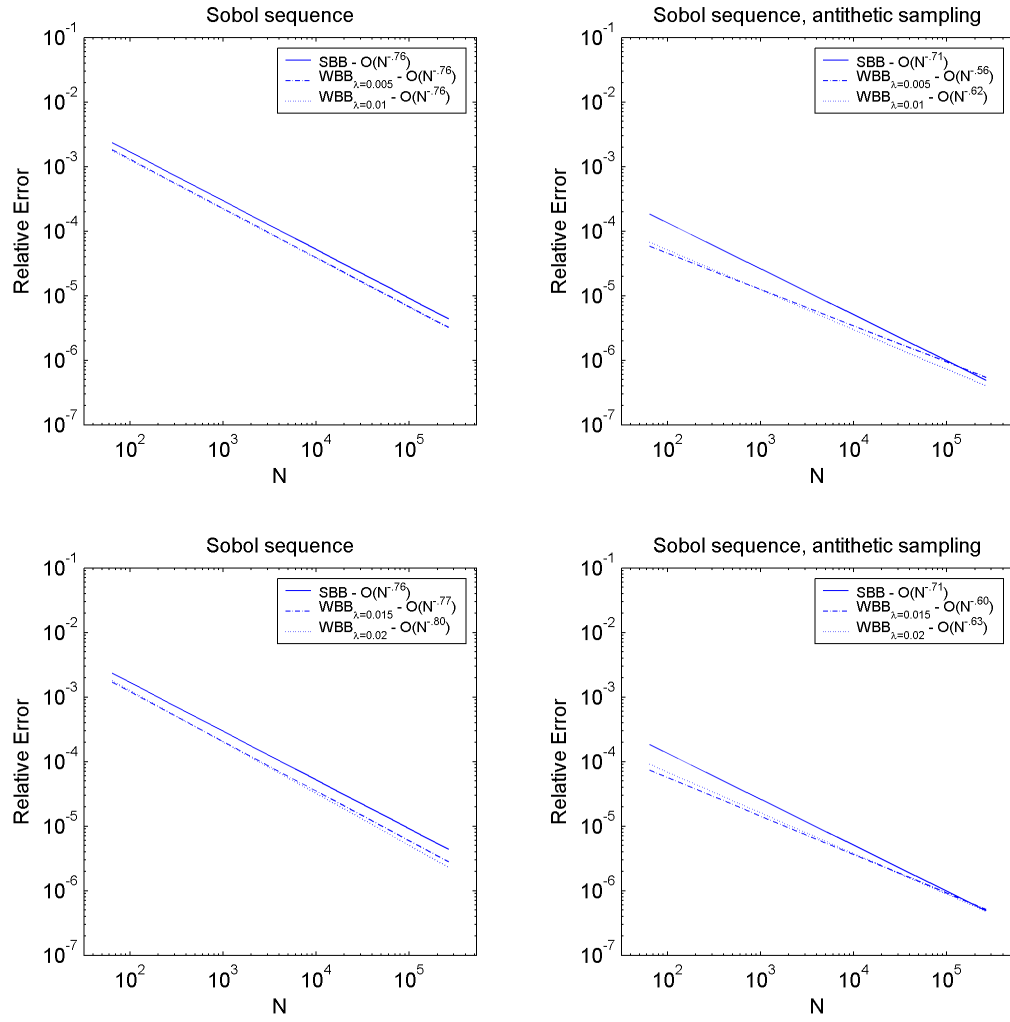 Sobol sequence
10^-1
10^-2
10^-3
10^-4
10^-5
10^-6
10^-7
Relative Error
SBB - O(N^-.76)
WBB_λ=0.005 - O(N^-.76)
WBB_λ=0.01 - O(N^-.76)
10^2
10^3
10^4
10^5
N
Sobol sequence, antithetic sampling
10^-1
10^-2
10^-3
10^-4
10^-5
10^-6
10^-7
Relative Error
SBB - O(N^-.71)
WBB_λ=0.005 - O(N^-.56)
WBB_λ=0.01 - O(N^-.62)
10^2
10^3
10^4
10^5
N
Sobol sequence
10^-1
10^-2
10^-3
10^-4
10^-5
10^-6
10^-7
Relative Error
SBB - O(N^-.76)
WBB_λ=0.015 - O(N^-.77)
WBB_λ=0.02 - O(N^-.80)
10^2
10^3
10^4
10^5
N
Sobol sequence, antithetic sampling
10^-1
10^-2
10^-3
10^-4
10^-5
10^-6
10^-7
Relative Error
SBB - O(N^-.71)
WBB_λ=0.015 - O(N^-.60)
WBB_λ=0.02 - O(N^-.63)
10^2
10^3
10^4
10^5
N